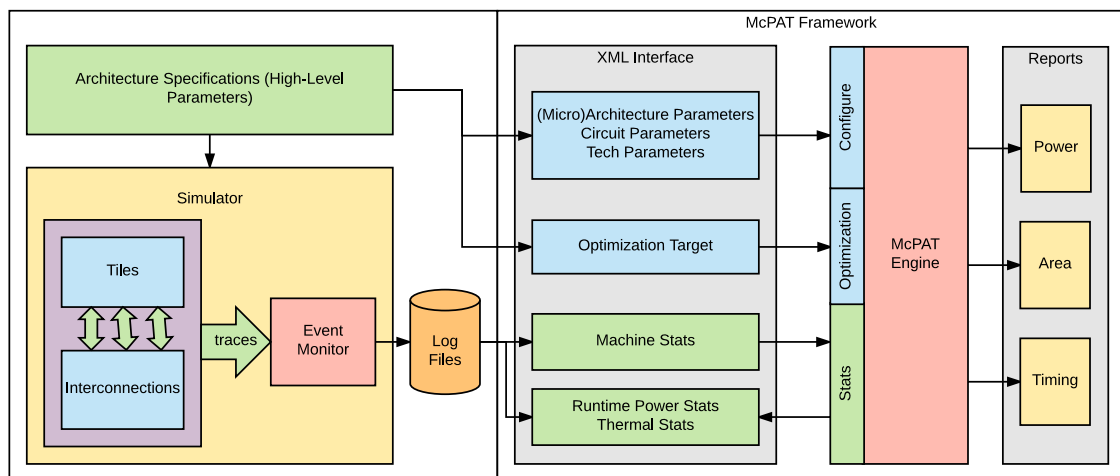 McPAT Framework
Architecture Specifications (High-Level
Parameters)
Simulator
Tiles
Interconnections
traces
Event
Monitor
Log
Files
XML Interface
(Micro)Architecture Parameters
Circuit Parameters
Tech Parameters
Optimization Target
Machine Stats
Runtime Power Stats
Thermal Stats
Configure
Optimization
Stats
McPAT
Engine
Reports
Power
Area
Timing